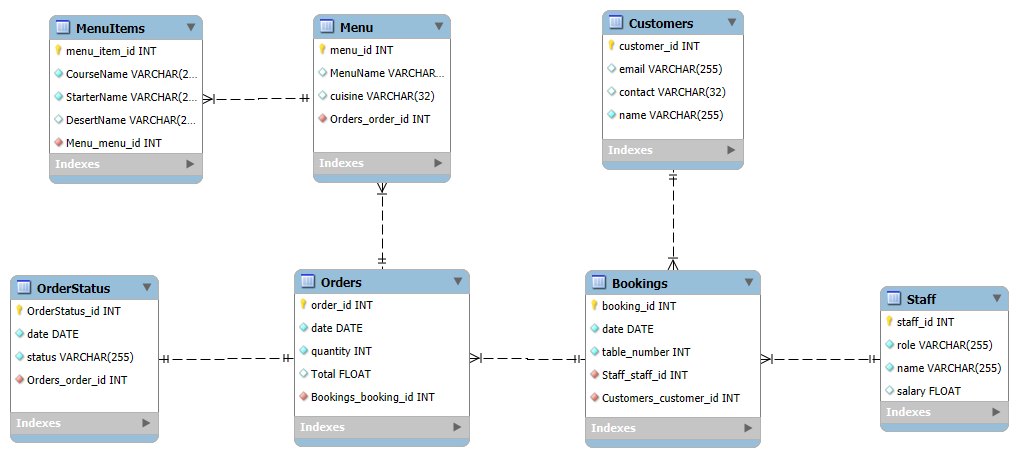 MenuItems
menu_item_id INT
CourseName VARCHAR(2...
StarterName VARCHAR(2...
DesertName VARCHAR(2...
Menu_menu_id INT
Indexes
Menu
menu_id INT
MenuName VARCHAR...
cuisine VARCHAR(32)
Orders_order_id INT
Indexes
Customers
customer_id INT
email VARCHAR(255)
contact VARCHAR(32)
name VARCHAR(255)
Indexes
OrderStatus
OrderStatus_id INT
date DATE
status VARCHAR(255)
Orders_order_id INT
Indexes
Orders
order_id INT
date DATE
quantity INT
Total FLOAT
Bookings_booking_id INT
Indexes
Bookings
booking_id INT
date DATE
table_number INT
Staff_staff_id INT
Customers_customer_id INT
Indexes
Staff
staff_id INT
role VARCHAR(255)
name VARCHAR(255)
salary FLOAT
Indexes